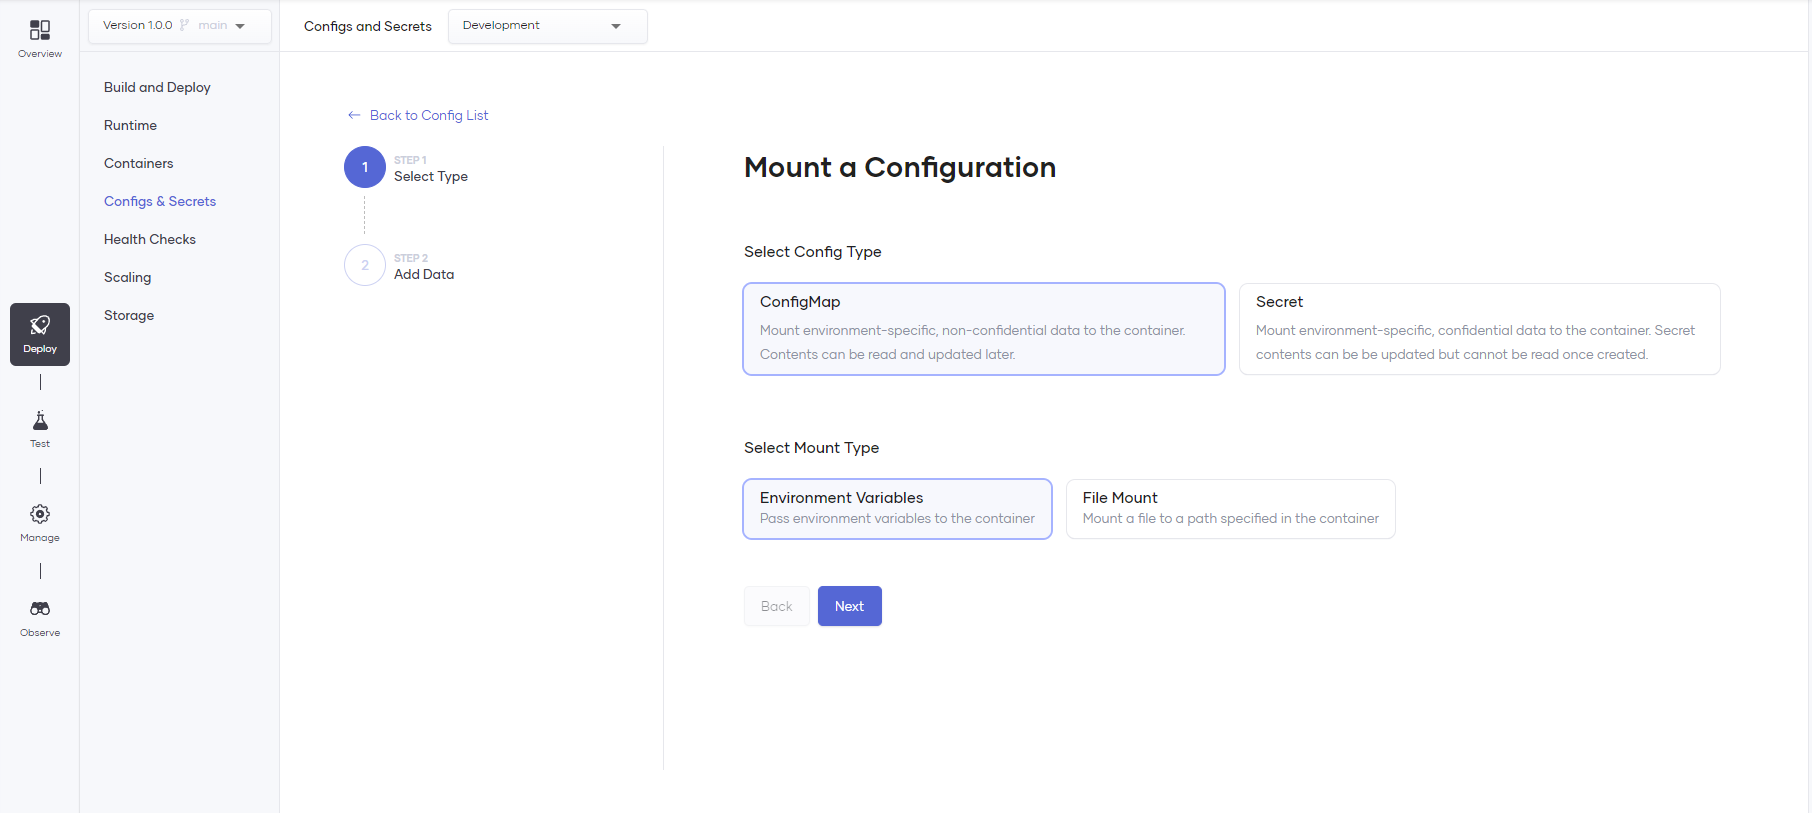 Overview
Deploy
Test
Manage
Observe
Version 1.0.0 main
Build and Deploy
Runtime
Containers
Configs & Secrets
Health Checks
Scaling
Storage
Configs and Secrets
Development
Back to Config List
1
STEP 1
Select Type
2
STEP 2
Add Data
Mount a Configuration
Select Config Type
ConfigMap
Mount environment-specific, non-confidential data to the container.
Contents can be read and updated later.
Secret
Mount environment-specific, confidential data to the container. Secret
contents can be be updated but cannot be read once created.
Select Mount Type
Environment Variables
Pass environment variables to the container
File Mount
Mount a file to a path specified in the container
Back
Next